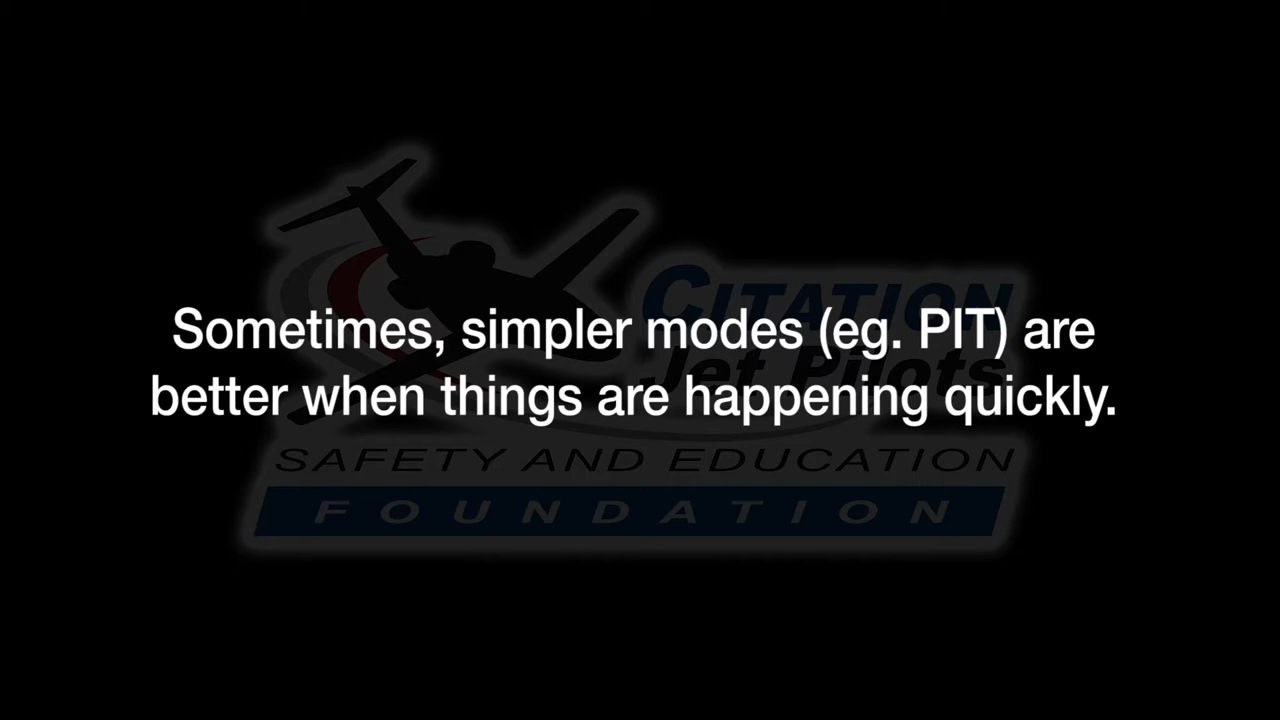 Sometimes, simpler modes (eg. PIT) are
better when things are happening quickly.
CITATION
Jet Pilots
SAFETY AND EDUCATION
FOUNDATION